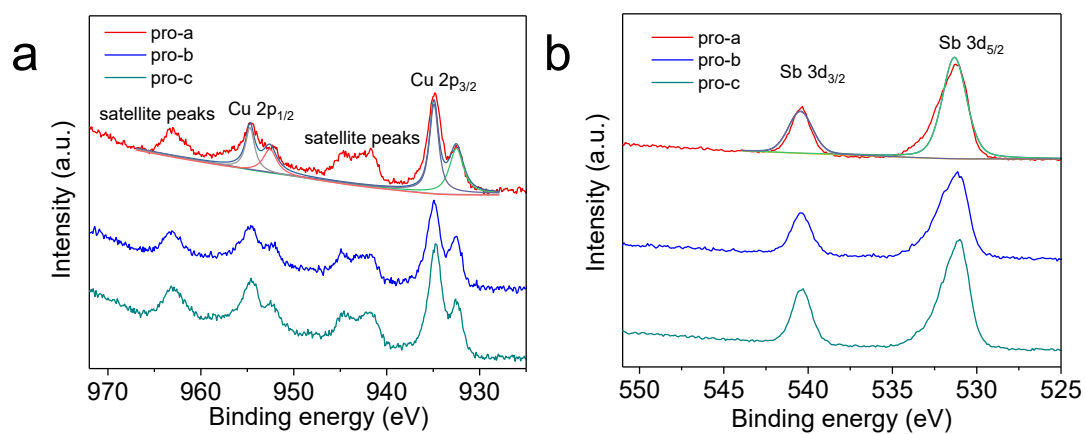 a
pro-a
pro-b
pro-c
satellite peaks
Cu 2p1/2
satellite peaks
Cu 2p3/2
Intensity (a.u.)
970 960 950 940 930
Binding energy (eV)
b
pro-a
pro-b
pro-c
Sb 3d3/2
Sb 3d5/2
Intensity (a.u.)
550 545 540 535 530 525
Binding energy (eV)